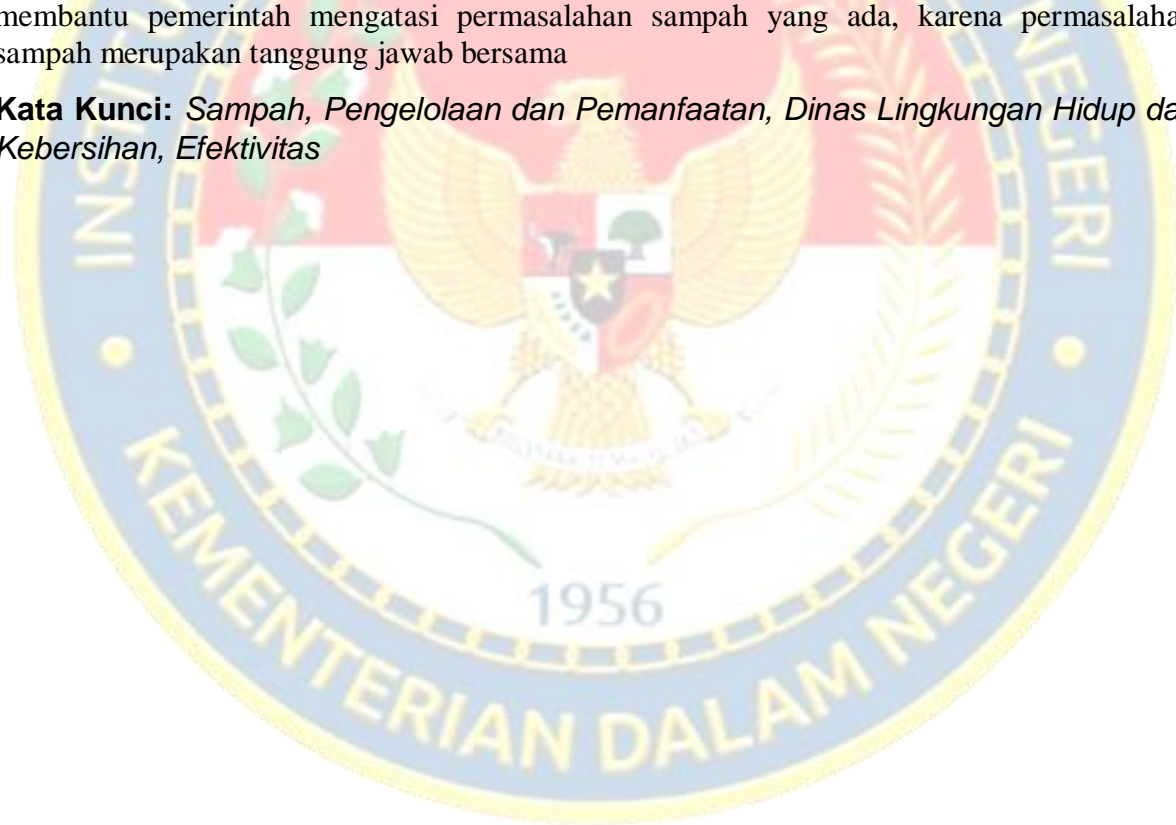 membantu pemerintah mengatasi permasalahan sampah yang ada, karena permasalaha
sampah merupakan tanggung jawab bersama
Kata Kunci: Sampah, Pengelolaan dan Pemanfaatan, Dinas Lingkungan Hidup da
Kebersihan, Efektivitas
INSTIT
NEGERI
1956
KEMENTERIAN DALAM NEGERI